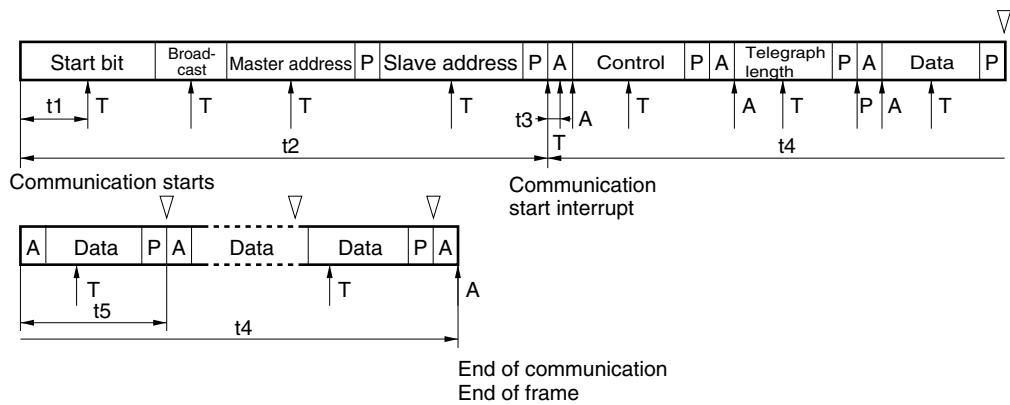 Start bit Broad-cast Master address P Slave address P A Control P A Telegraph length P A Data P
t1 T T T T t3 T A T A T P A T
t2 t4
Communication starts Communication start interrupt
A Data P A Data Data P A
T T A
t5
t4
End of communication
End of frame